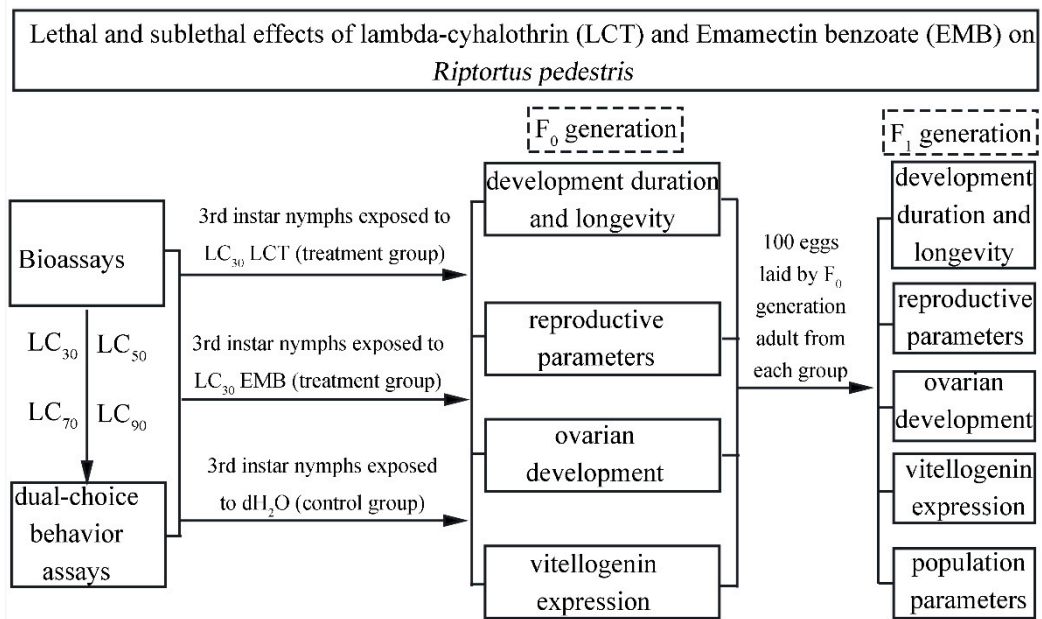 Lethal and sublethal effects of lambda-cyhalothrin (LCT) and Emamectin benzoate (EMB) on
Riptortus pedestris
Bioassays
LC₃₀ LC₅₀
LC₇₀ LC₉₀
dual-choice
behavior
assays
3rd instar nymphs exposed to
LC₃₀ LCT (treatment group)
3rd instar nymphs exposed to
LC₃₀ EMB (treatment group)
3rd instar nymphs exposed
to dH₂O (control group)
F₀ generation
development duration
and longevity
reproductive
parameters
ovarian
development
vitellogenin
expression
100 eggs
laid by F₀
generation
adult from
each group
F₁ generation
development
duration and
longevity
reproductive
parameters
ovarian
development
vitellogenin
expression
population
parameters